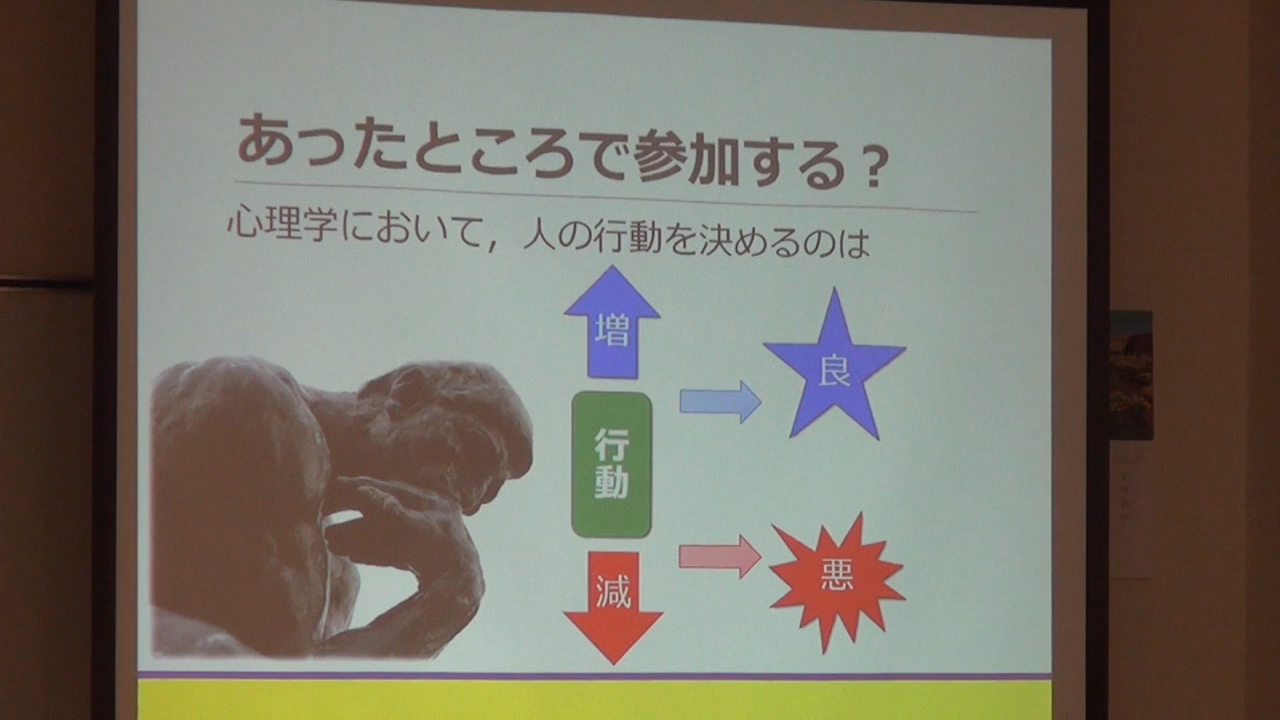 あったところで参加する？
心理学において，人の行動を決めるのは
増
良
行動
減
悪